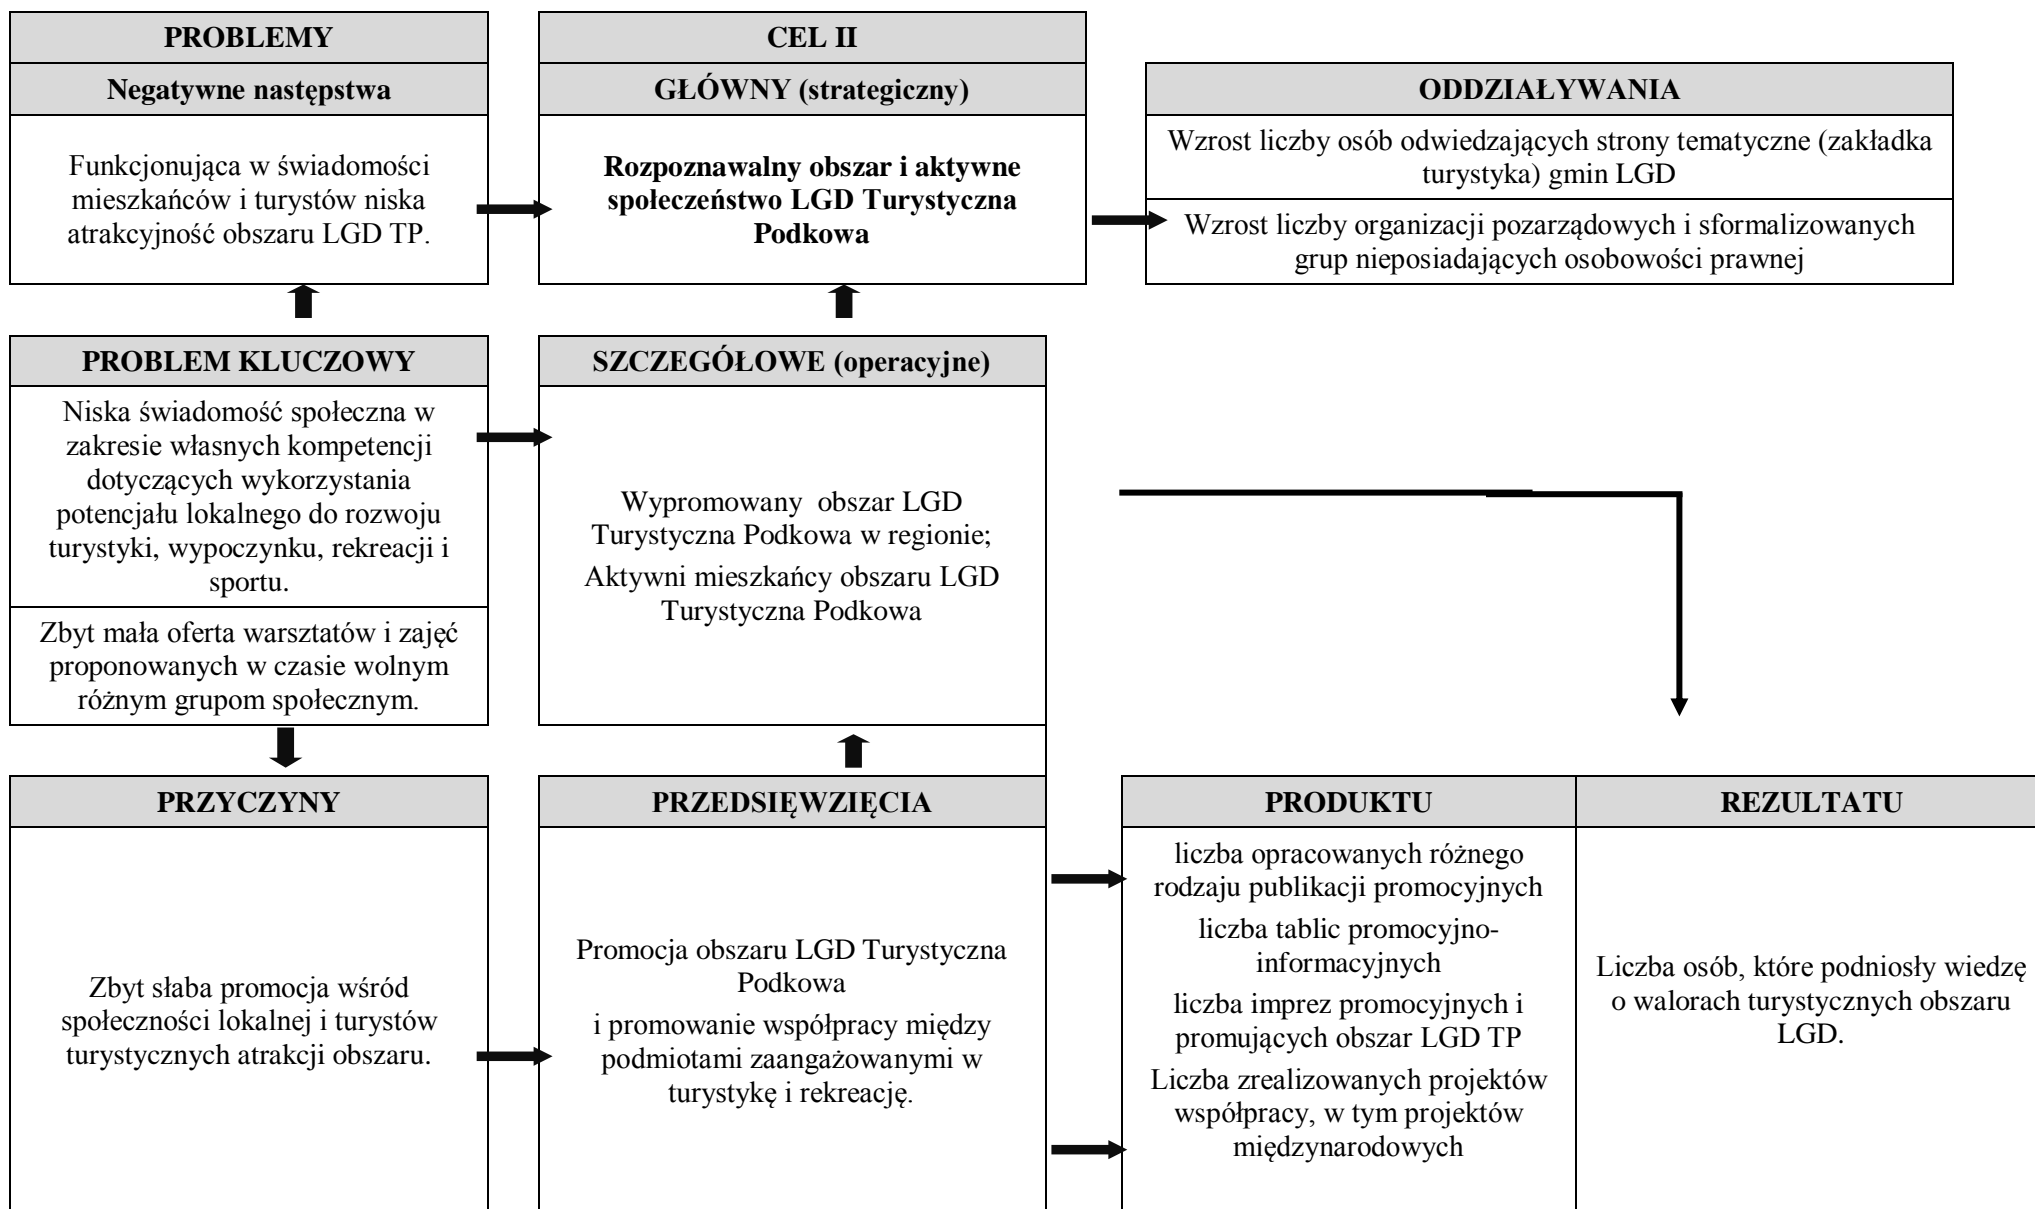 PROBLEMY
Negatywne następstwa
Funkcjonująca w świadomości
mieszkańców i turystów niska
atrakcyjność obszaru LGD TP.
CEL II
GŁÓWNY (strategiczny)
Rozpoznawalny obszar i aktywne
społeczeństwo LGD Turystyczna
Podkowa
ODDZIAŁYWANIA
Wzrost liczby osób odwiedzających strony tematyczne (zakładka
turystyka) gmin LGD
Wzrost liczby organizacji pozarządowych i sformalizowanych
grup nieposiadających osobowości prawnej
PROBLEM KLUCZOWY
Niska świadomość społeczna w
zakresie własnych kompetencji
dotyczących wykorzystania
potencjału lokalnego do rozwoju
turystyki, wypoczynku, rekreacji i
sportu.
Zbyt mała oferta warsztatów i zajęć
proponowanych w czasie wolnym
różnym grupom społecznym.
SZCZEGÓŁOWE (operacyjne)
Wypromowany obszar LGD
Turystyczna Podkowa w regionie;
Aktywni mieszkańcy obszaru LGD
Turystyczna Podkowa
PRZYCZYNY
Zbyt słaba promocja wśród
społeczności lokalnej i turystów
turystycznych atrakcji obszaru.
PRZEDSIĘWZIĘCIA
Promocja obszaru LGD Turystyczna
Podkowa
i promowanie współpracy między
podmiotami zaangażowanymi w
turystykę i rekreację.
PRODUKTU
liczba opracowanych różnego
rodzaju publikacji promocyjnych
liczba tablic promocyjno-
informacyjnych
liczba imprez promocyjnych i
promujących obszar LGD TP
Liczba zrealizowanych projektów
współpracy, w tym projektów
międzynarodowych
REZULTATU
Liczba osób, które podniosły wiedzę
o walorach turystycznych obszaru
LGD.